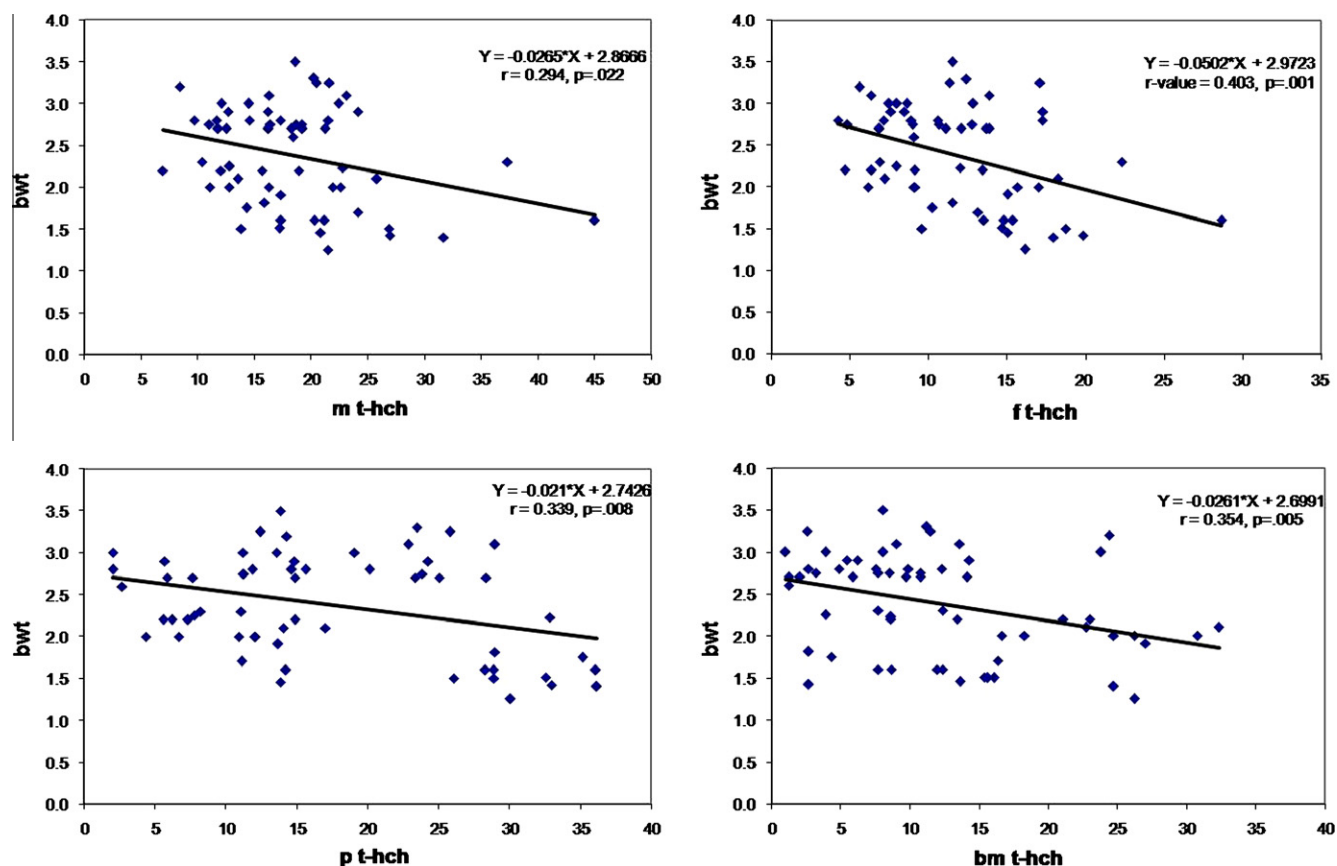 4.0
3.5
3.0
2.5
2.0
1.5
1.0
0.5
0.0
bwt
Y = -0.0265*X + 2.8666
r = 0.294, p=.022
0 5 10 15 20 25 30 35 40 45 50
m t-hch
4.0
3.5
3.0
2.5
2.0
1.5
1.0
0.5
0.0
bwt
Y = -0.0502*X + 2.9723
r-value = 0.403, p=.001
0 5 10 15 20 25 30 35
f t-hch
4.0
3.5
3.0
2.5
2.0
1.5
1.0
0.5
0.0
bwt
Y = -0.021*X + 2.7426
r = 0.339, p=.008
0 5 10 15 20 25 30 35 40
p t-hch
4.0
3.5
3.0
2.5
2.0
1.5
1.0
0.5
0.0
bwt
Y = -0.0261*X + 2.6991
r = 0.354, p=.005
0 5 10 15 20 25 30 35 40
bm t-hch